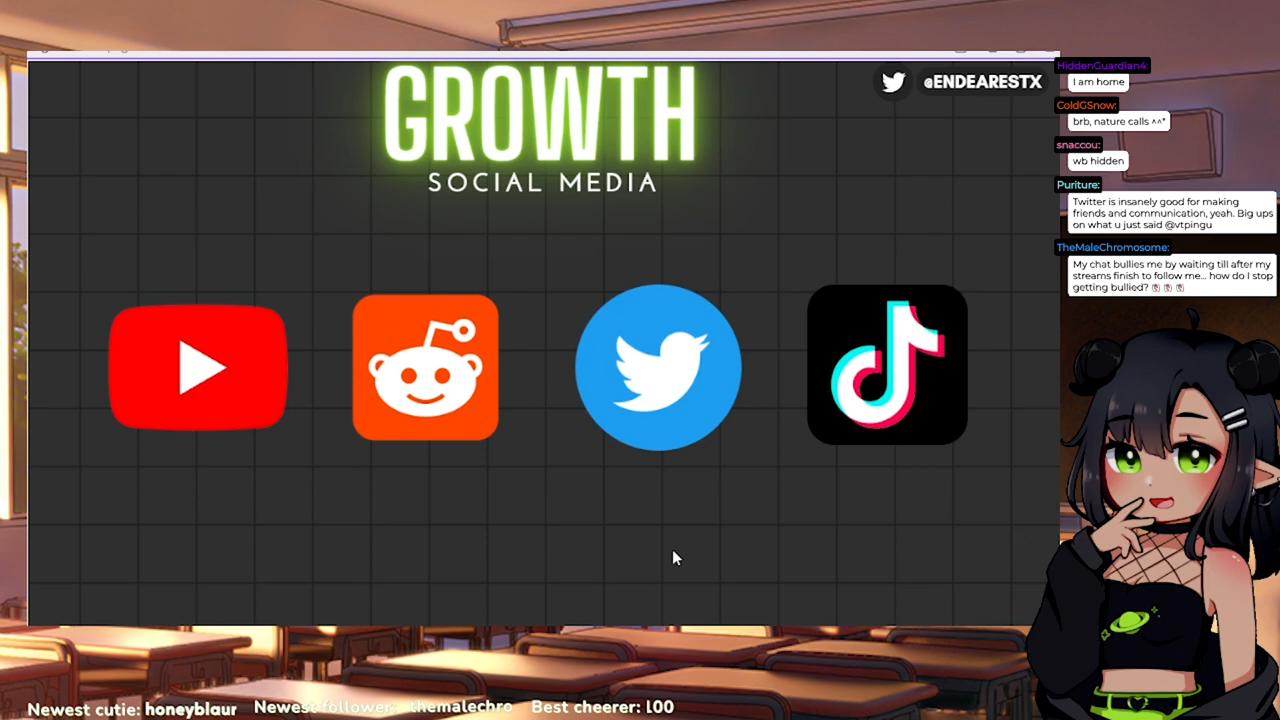 GROWTH
SOCIAL MEDIA
@ENDEARESTX
HiddenGuardian4:
I am home
ColdGSnow:
brb, nature calls ^^"
snaccou:
wb hidden
Puriture:
Twitter is insanely good for making
friends and communication, yeah. Big ups
on what u just said @vtpingu
TheMaleChromosome:
My chat bullies me by waiting till after my
streams finish to follow me... how do I stop
getting bullied?
Newest cutie: honeyblaur
Newest follower: themalechro
Best cheerer: 100